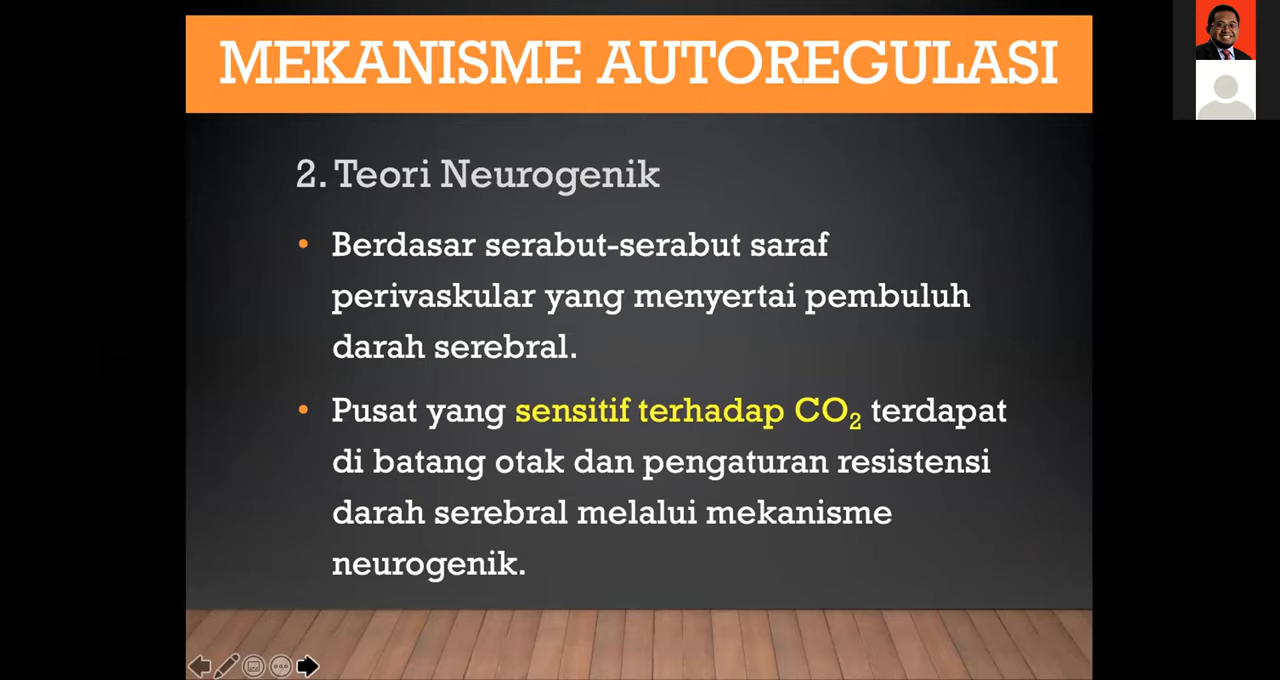 MEKANISME AUTOREGULASI
2. Teori Neurogenik
• Berdasar serabut-serabut saraf
perivaskular yang menyertai pembuluh
darah serebral.
• Pusat yang sensitif terhadap CO₂ terdapat
di batang otak dan pengaturan resistensi
darah serebral melalui mekanisme
neurogenik.